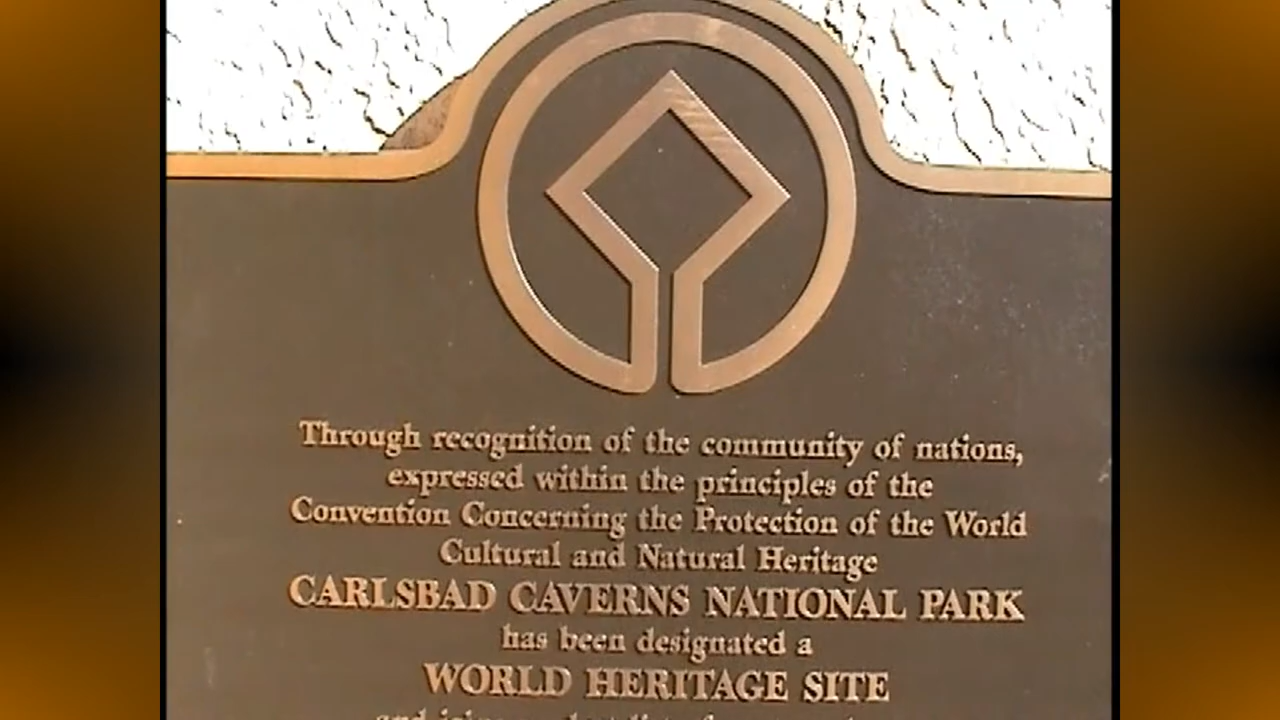 Through recognition of the community of nations,
expressed within the principles of the
Convention Concerning the Protection of the World
Cultural and Natural Heritage
CARLSBAD CAVERNS NATIONAL PARK
has been designated a
WORLD HERITAGE SITE